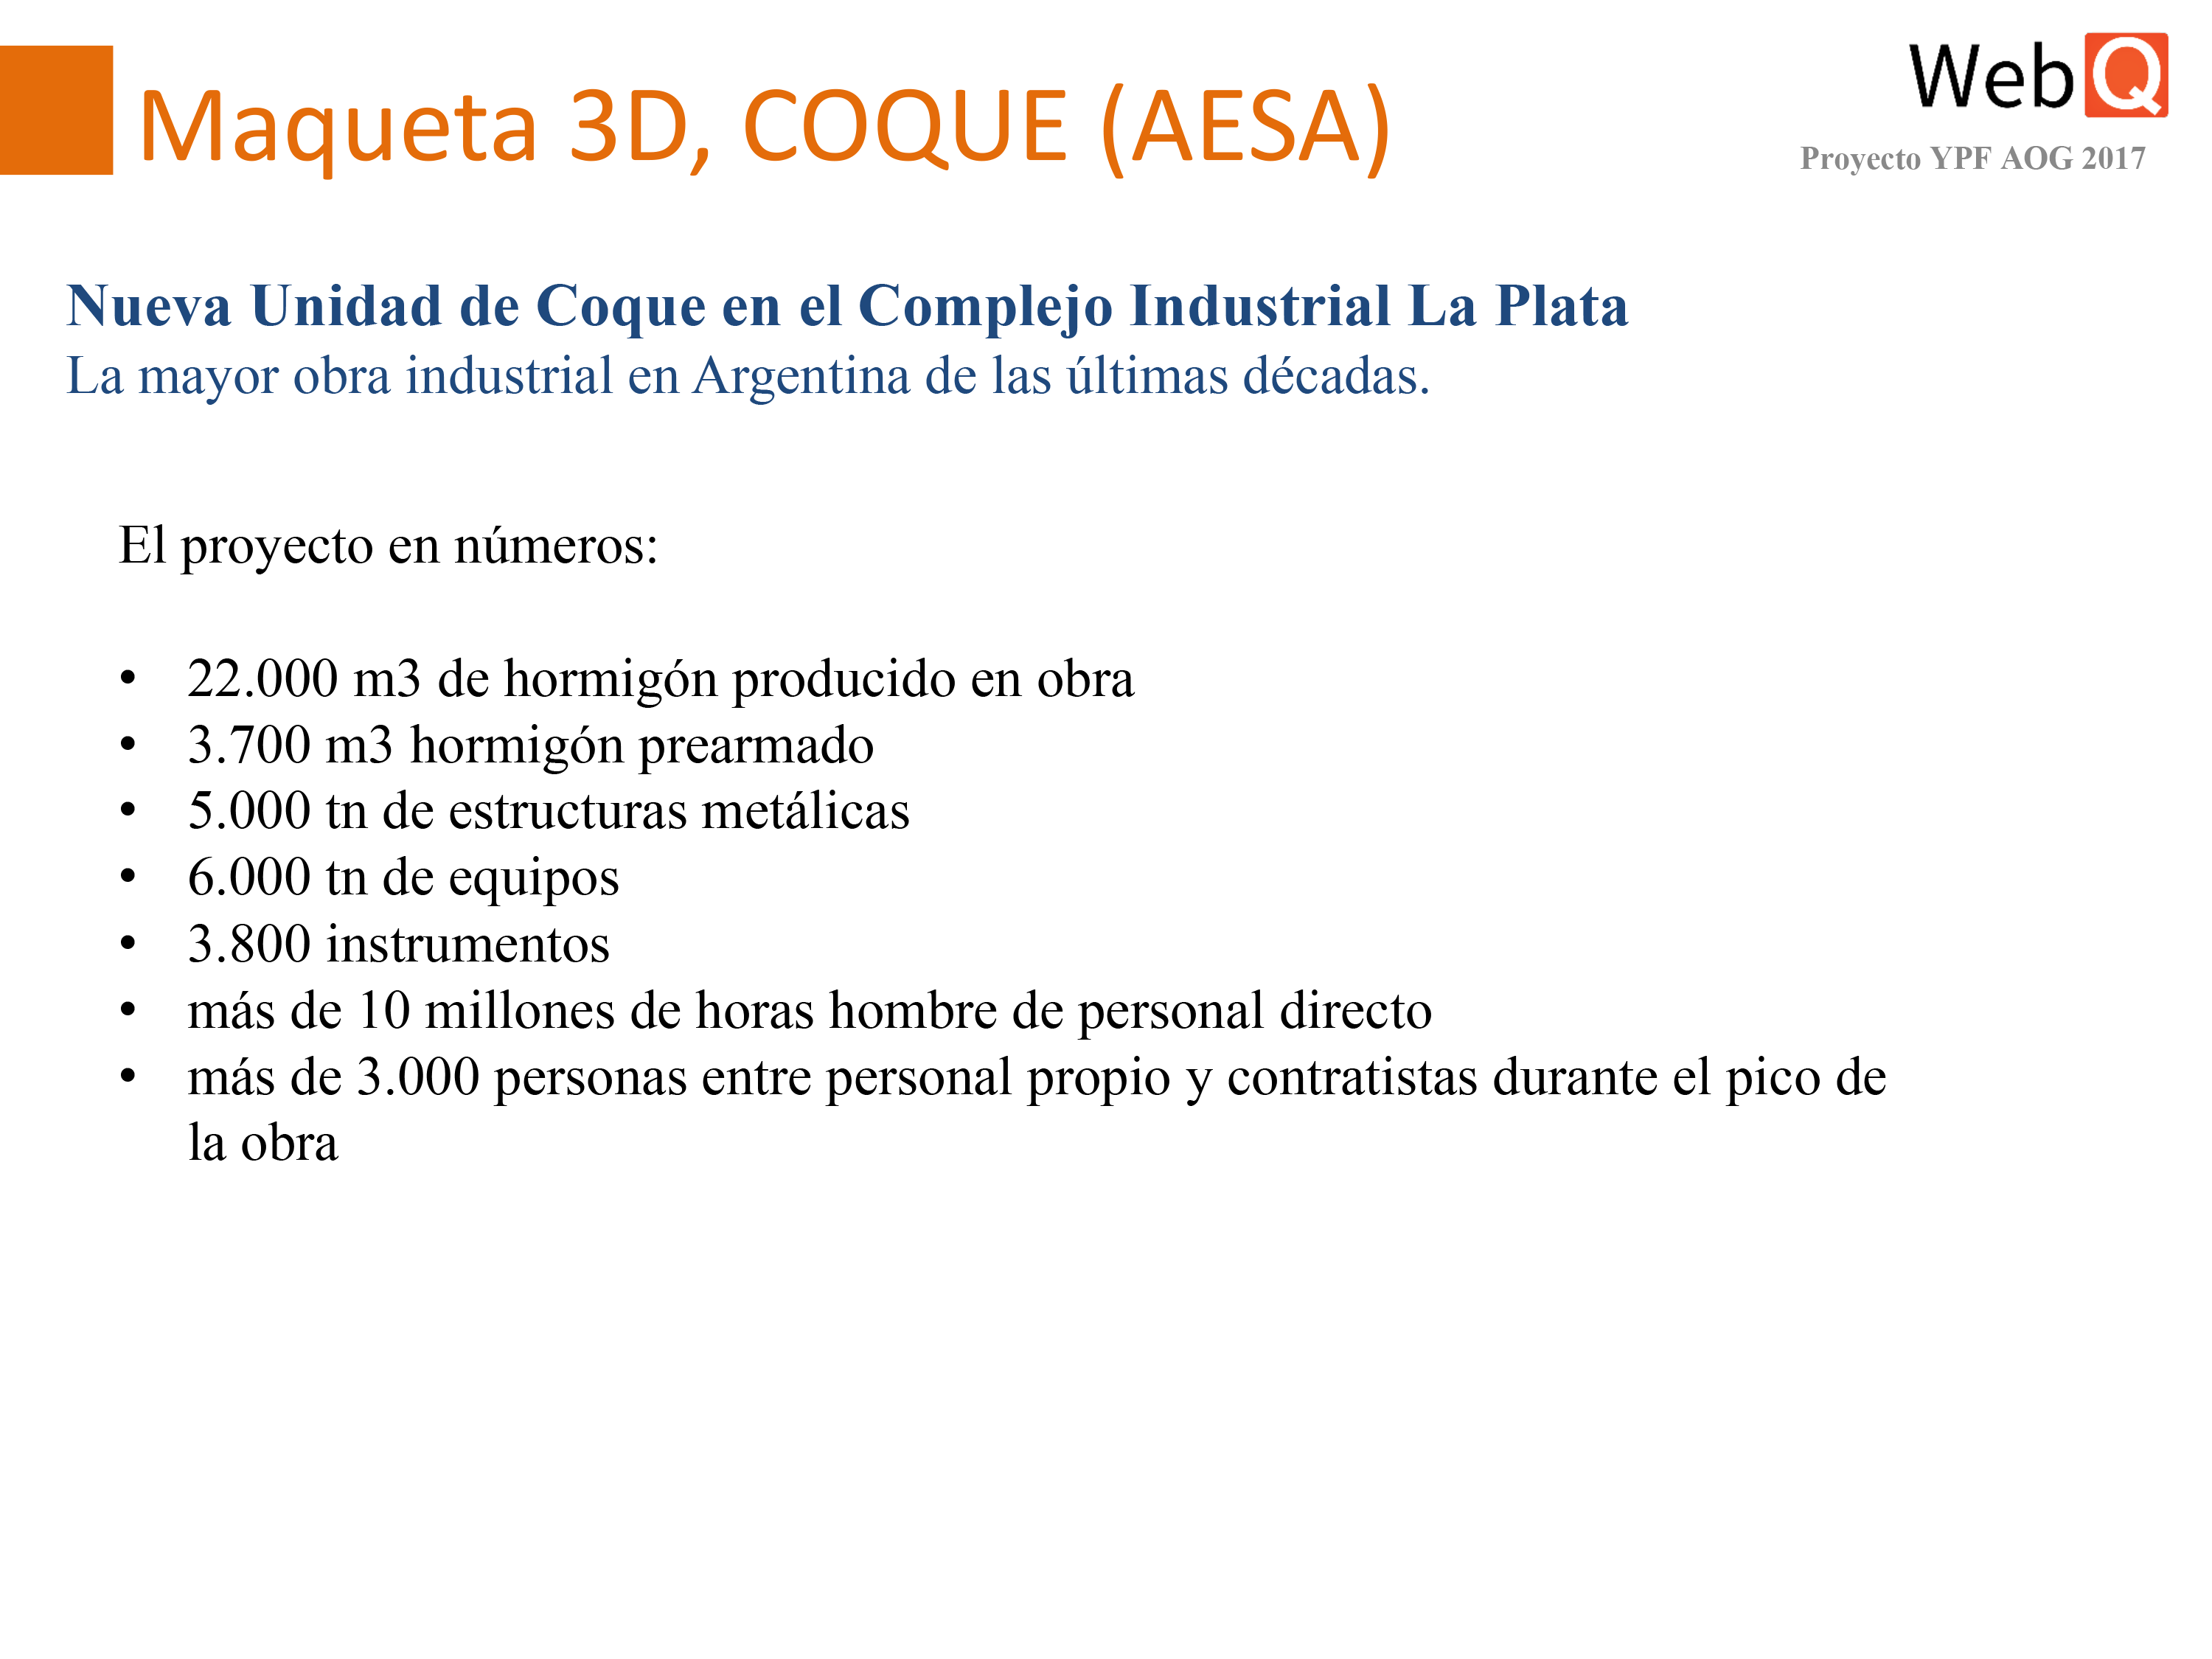 Maqueta 3D, COQUE (AESA)
Web Q
Proyecto YPF AOG 2017
Nueva Unidad de Coque en el Complejo Industrial La Plata
La mayor obra industrial en Argentina de las últimas décadas.
El proyecto en números:
• 22.000 m3 de hormigón producido en obra
• 3.700 m3 hormigón prearmado
• 5.000 tn de estructuras metálicas
• 6.000 tn de equipos
• 3.800 instrumentos
• más de 10 millones de horas hombre de personal directo
• más de 3.000 personas entre personal propio y contratistas durante el pico de
la obra